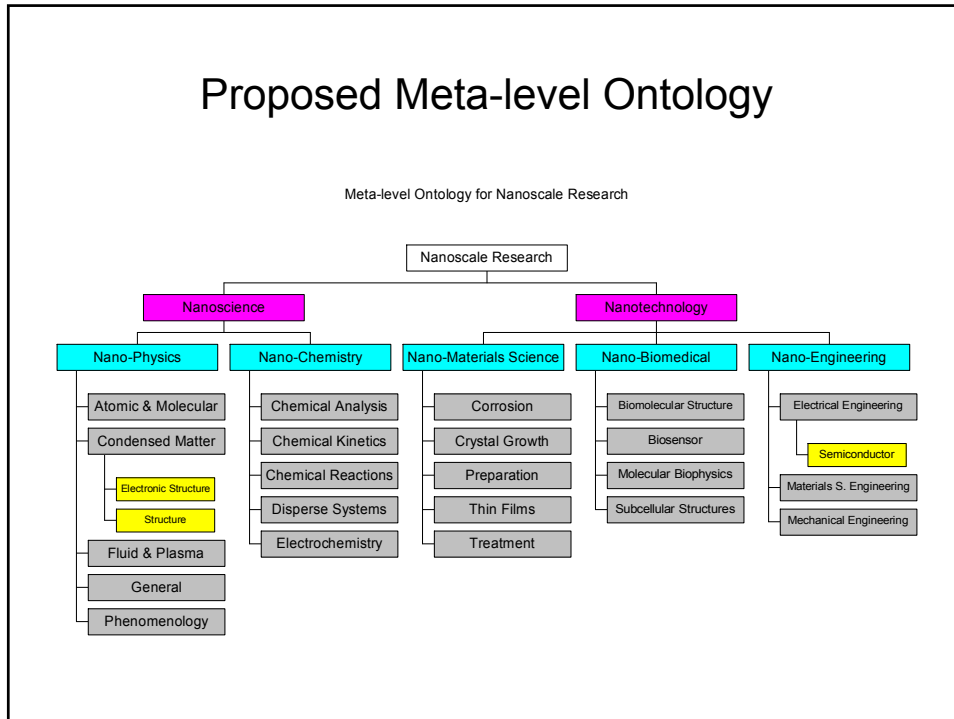 Proposed Meta-level Ontology
Meta-level Ontology for Nanoscale Research
Nanoscale Research
Nanoscience
Nanotechnology
Nano-Physics
Nano-Chemistry
Nano-Materials Science
Nano-Biomedical
Nano-Engineering
Atomic & Molecular
Condensed Matter
Electronic Structure
Structure
Fluid & Plasma
General
Phenomenology
Chemical Analysis
Chemical Kinetics
Chemical Reactions
Disperse Systems
Electrochemistry
Corrosion
Crystal Growth
Preparation
Thin Films
Treatment
Biomolecular Structure
Biosensor
Molecular Biophysics
Subcellular Structures
Electrical Engineering
Semiconductor
Materials S. Engineering
Mechanical Engineering